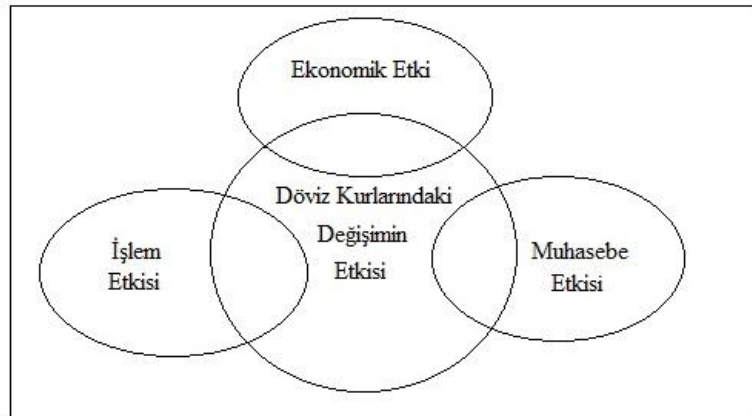 Ekonomik Etki
Döviz Kurlarındaki
Değişimin
Etkisi
İşlem
Etkisi
Muhasebe
Etkisi